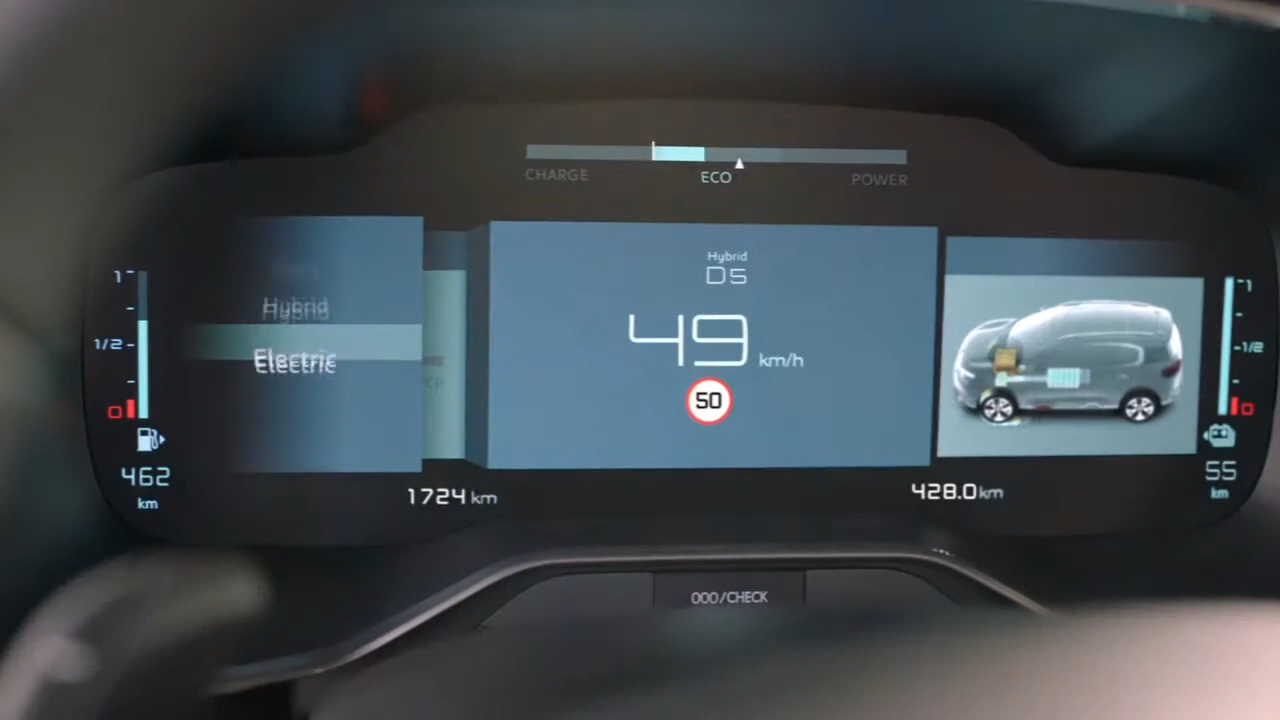 CHARGE ECO POWER
1
1/2
0
462
km
Hybrid
Electric
1724 km
Hybrid
D5
49 km/h
50
428.0 km
1
1/2
0
55
km
000/CHECK